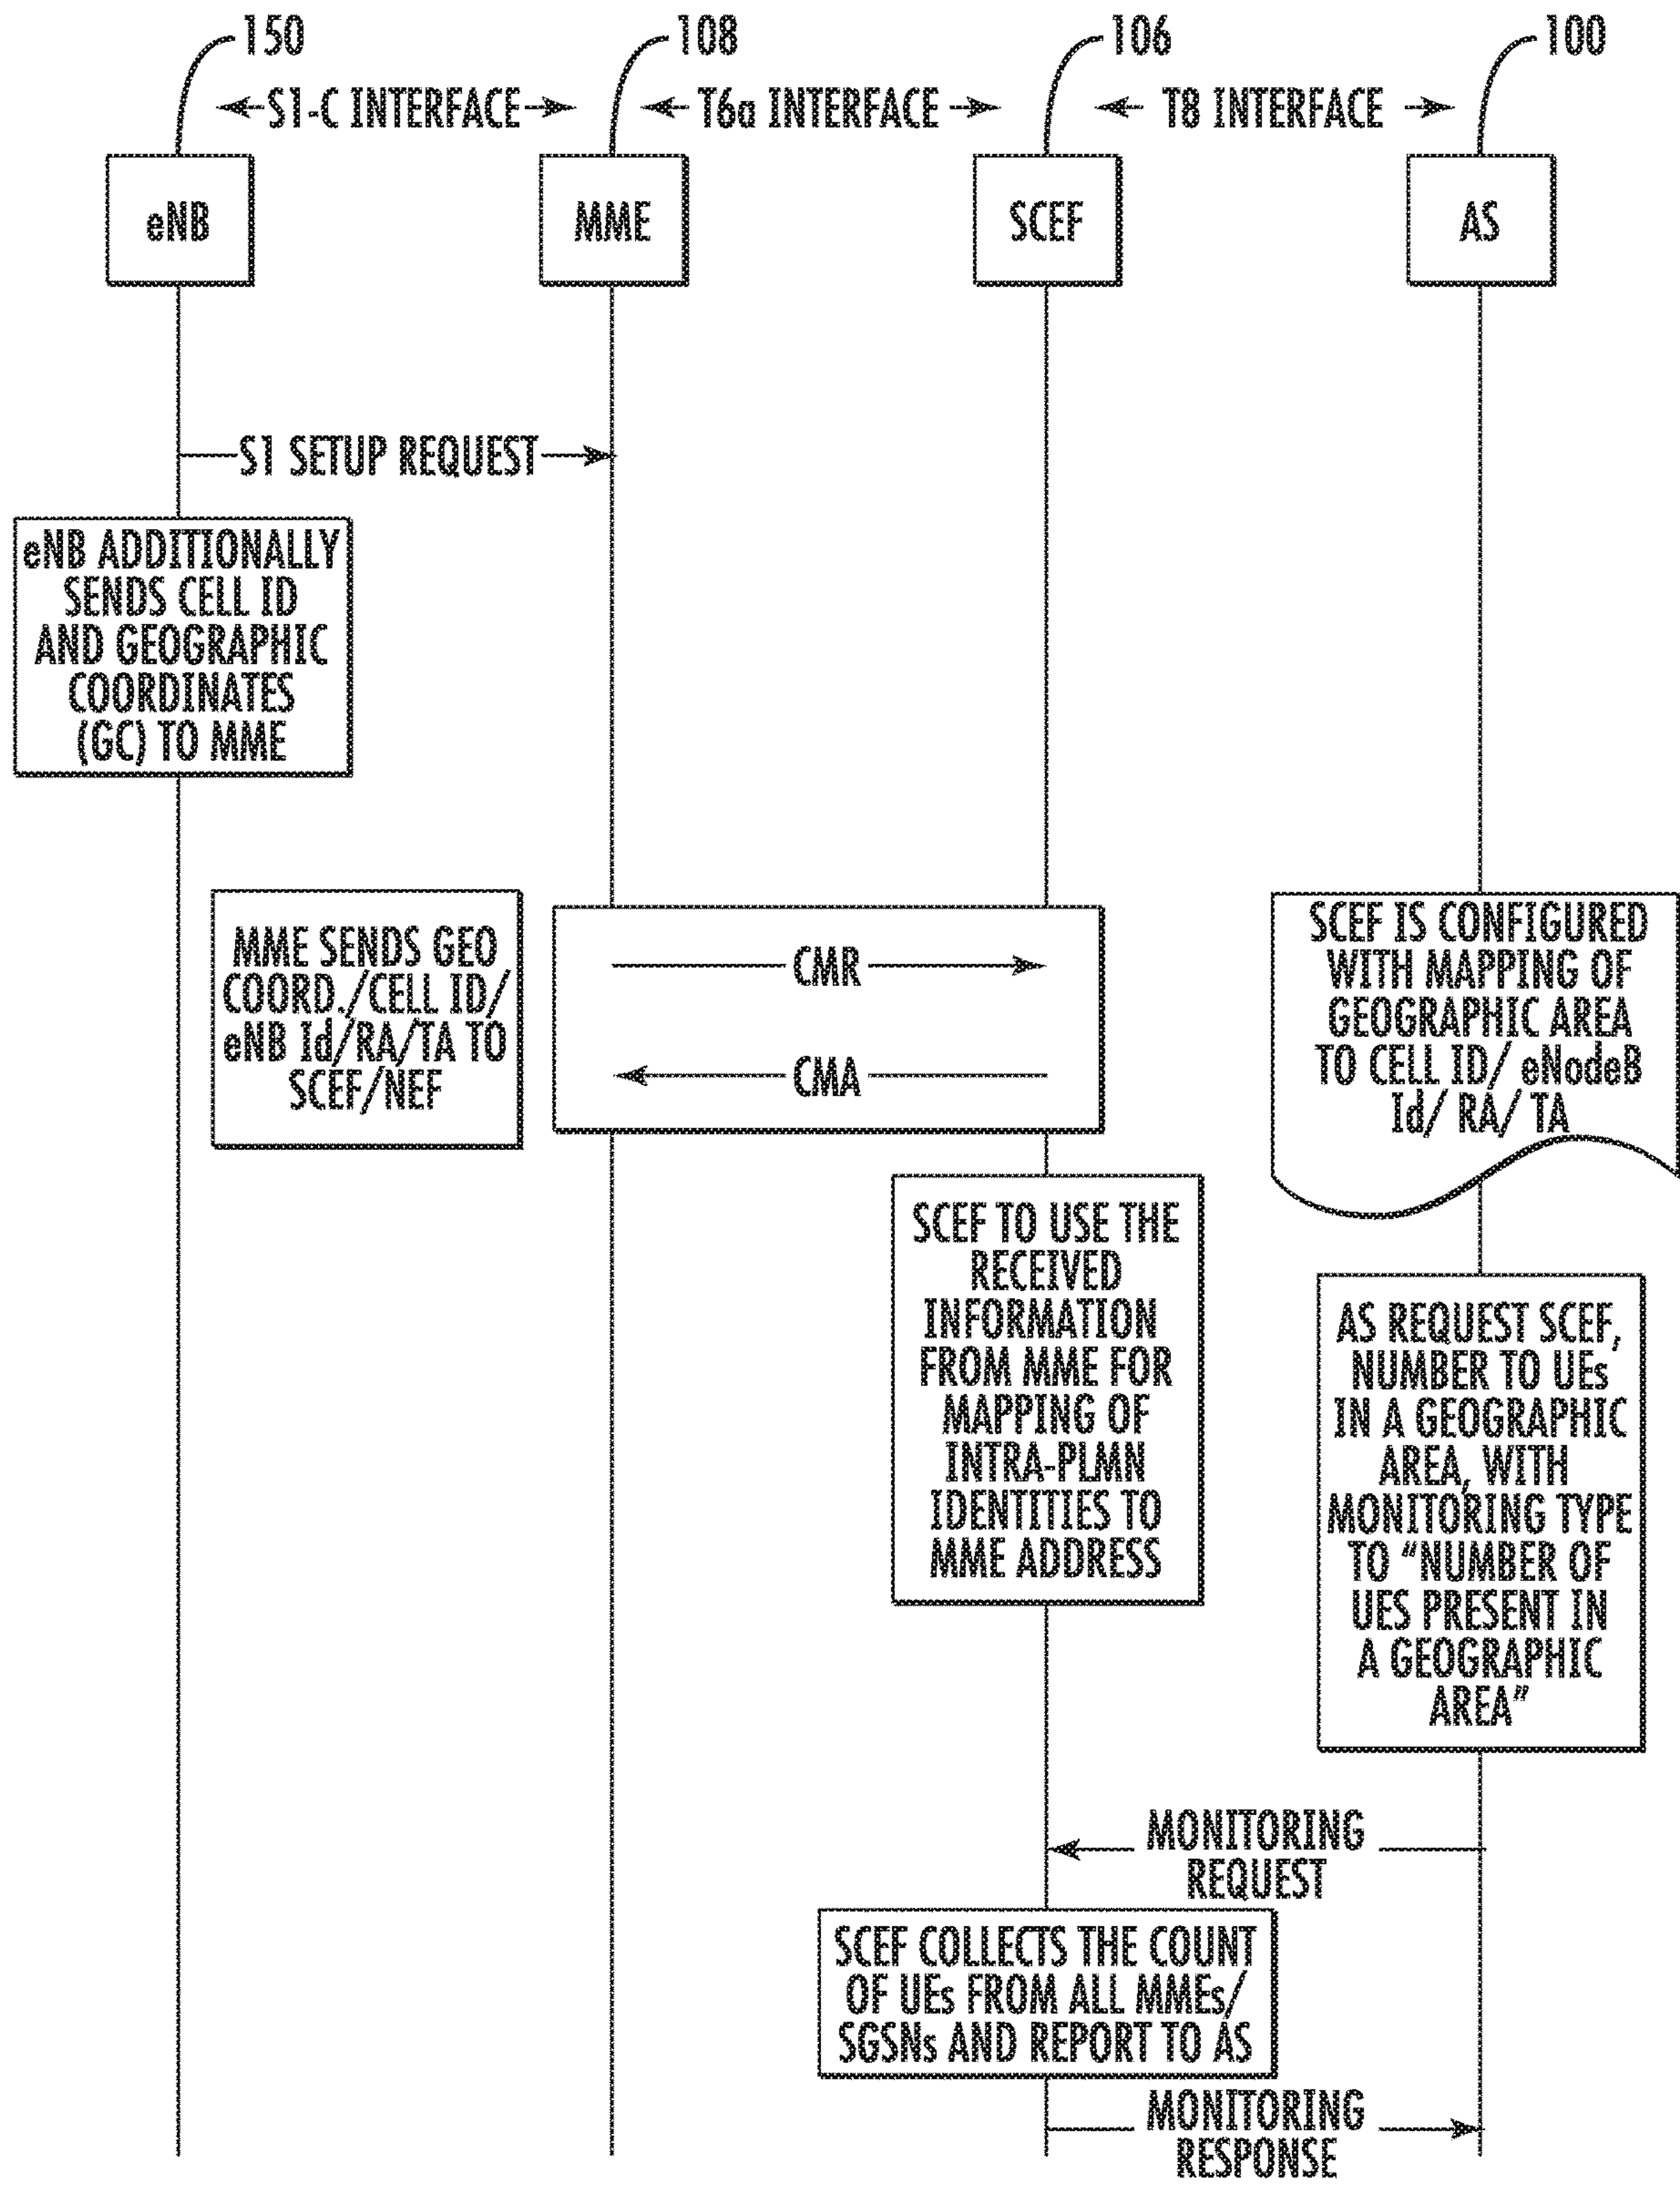 150
108
106
100
S1-C INTERFACE
T6a INTERFACE
T8 INTERFACE
eNB
MME
SCEF
AS
S1 SETUP REQUEST
eNB ADDITIONALLY
SENDS CELL ID
AND GEOGRAPHIC
COORDINATES
(GC) TO MME
MME SENDS GEO
COORD./CELL ID/
eNB Id/RA/TA TO
SCEF/NEF
CMR
CMA
SCEF IS CONFIGURED
WITH MAPPING OF
GEOGRAPHIC AREA
TO CELL ID/ eNodeB
Id/ RA/ TA
SCEF TO USE THE
RECEIVED
INFORMATION
FROM MME FOR
MAPPING OF
INTRA-PLMN
IDENTITIES TO
MME ADDRESS
AS REQUEST SCEF,
NUMBER TO UEs
IN A GEOGRAPHIC
AREA, WITH
MONITORING TYPE
TO “NUMBER OF
UES PRESENT IN
A GEOGRAPHIC
AREA”
MONITORING
REQUEST
SCEF COLLECTS THE COUNT
OF UEs FROM ALL MMEs/
SGSNs AND REPORT TO AS
MONITORING
RESPONSE